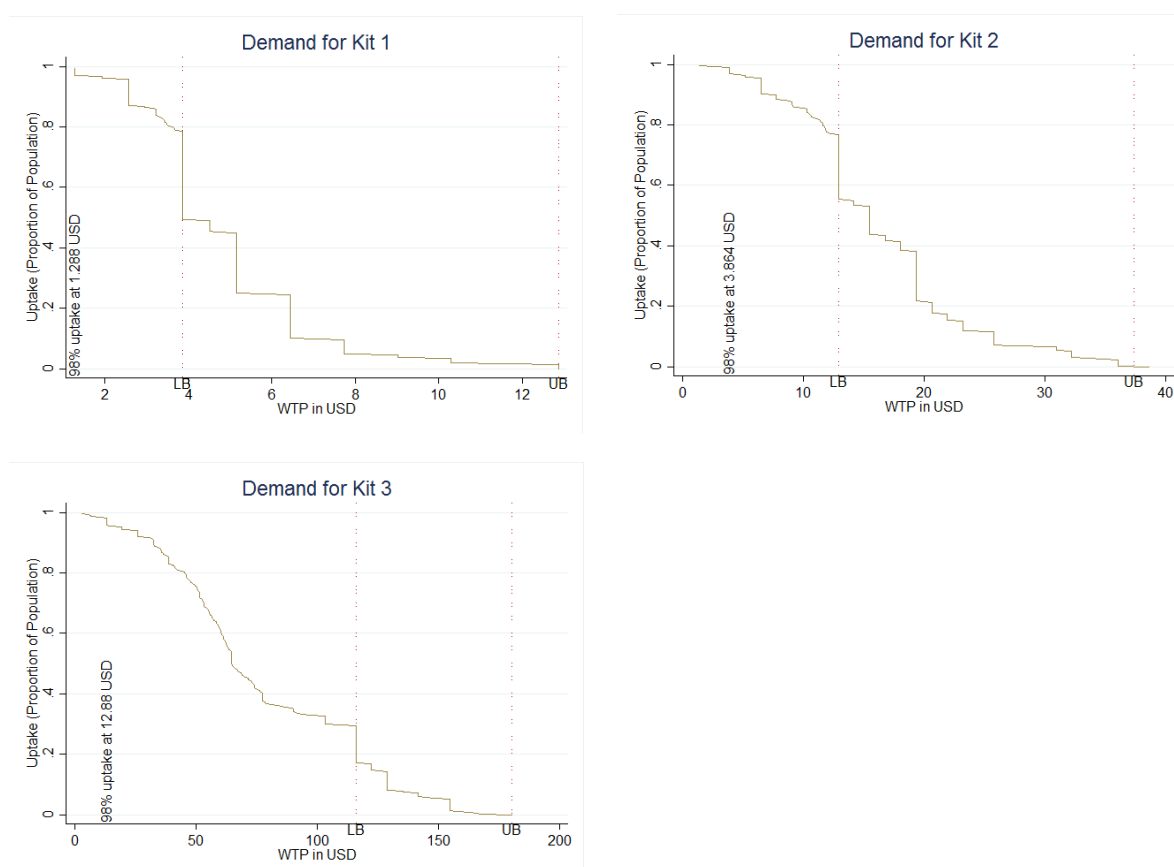 Demand for Kit 1
Uptake (Proportion of Population)
1
.8
.6
.4
.2
0
98% uptake at 1.288 USD
LB
UB
2
4
6
8
10
12
WTP in USD
Demand for Kit 2
Uptake (Proportion of Population)
1
.8
.6
.4
.2
0
98% uptake at 3.864 USD
LB
UB
0
10
20
30
40
WTP in USD
Demand for Kit 3
Uptake (Proportion of Population)
1
.8
.6
.4
.2
0
98% uptake at 12.88 USD
LB
UB
0
50
100
150
200
WTP in USD